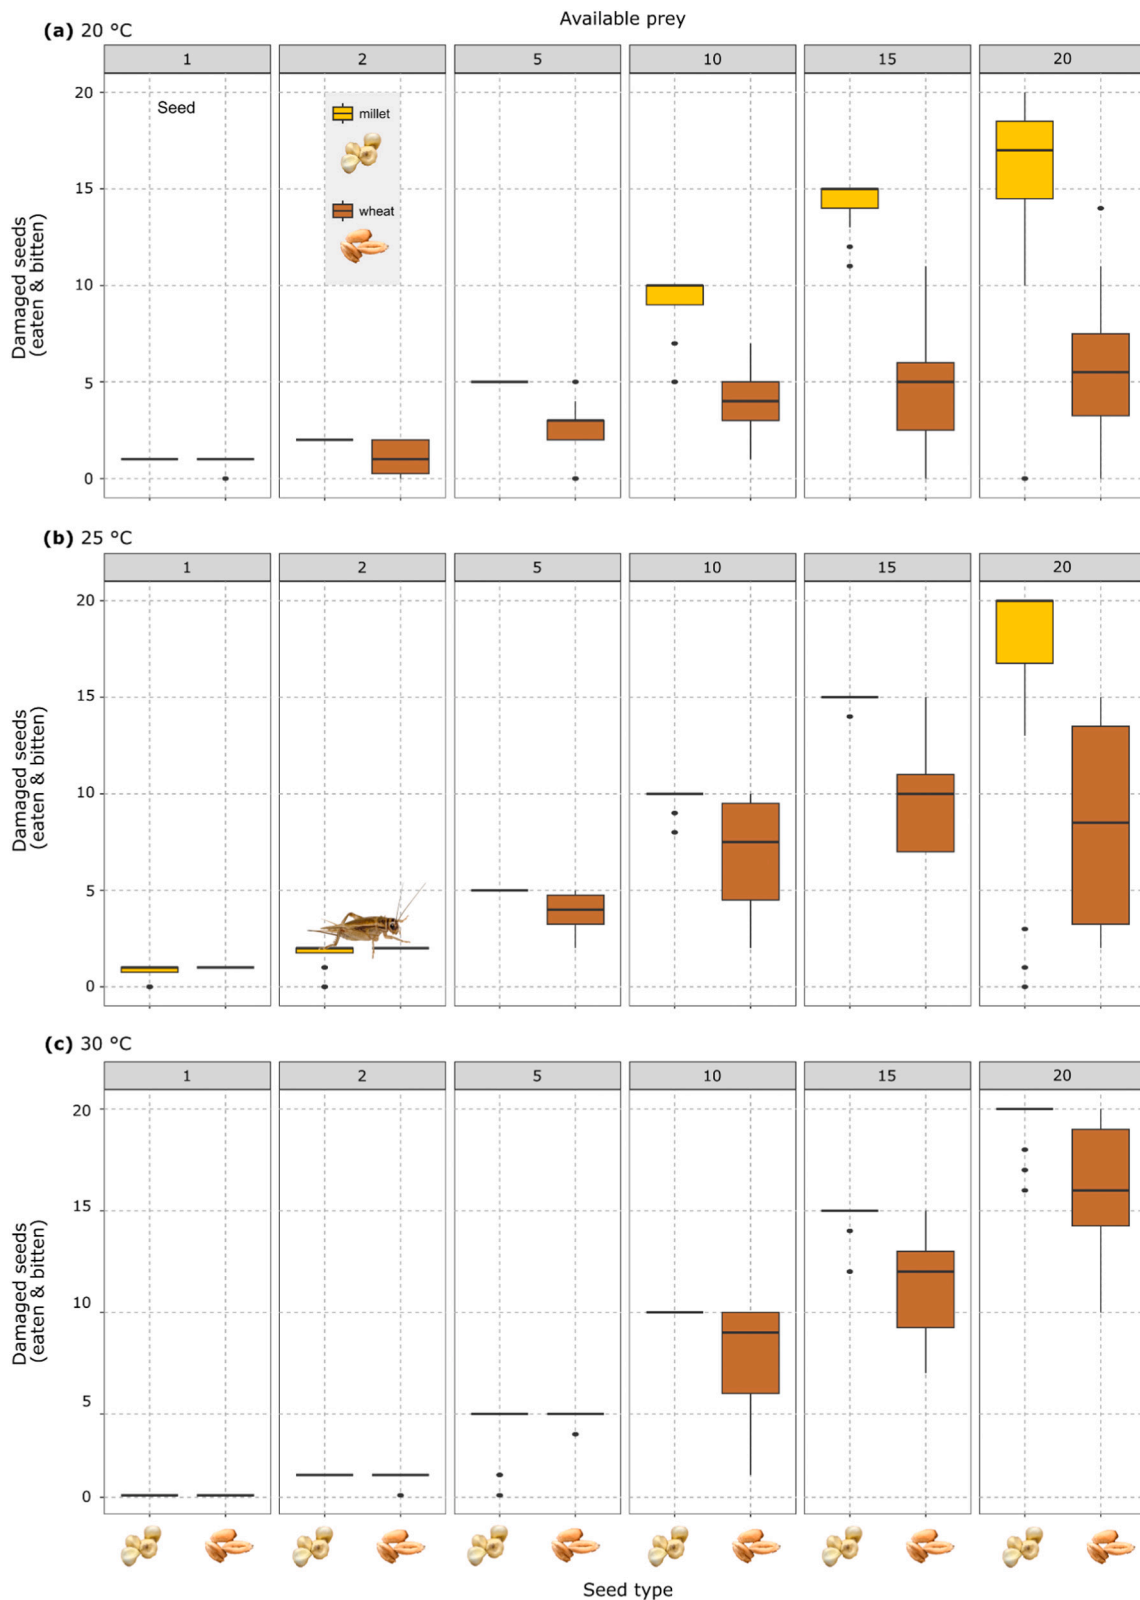 Available prey
(a) 20 °C
1 2 5 10 15 20
Seed
millet
wheat
20
15
10
5
0
Damaged seeds
(eaten & bitten)
(b) 25 °C
1 2 5 10 15 20
20
15
10
5
0
Damaged seeds
(eaten & bitten)
(c) 30 °C
1 2 5 10 15 20
20
15
10
5
0
Damaged seeds
(eaten & bitten)
Seed type